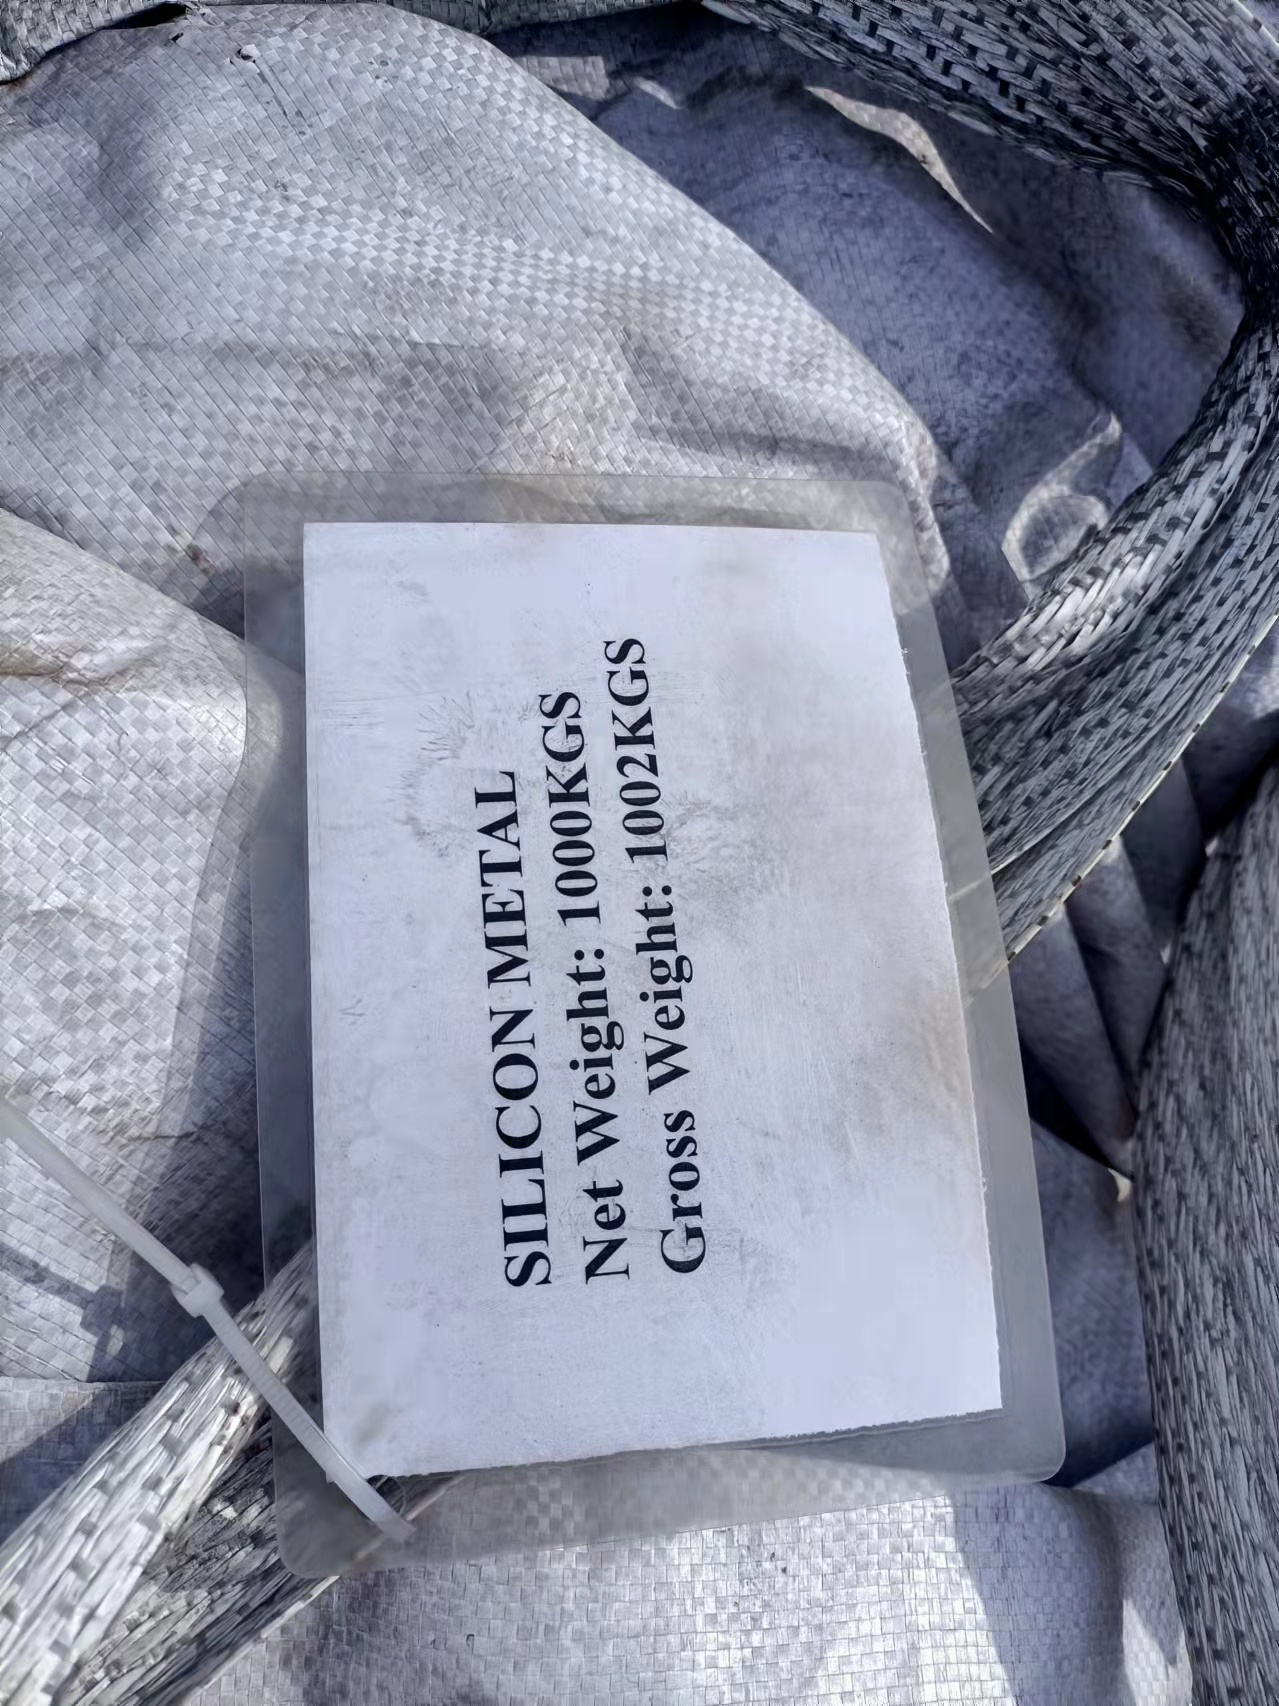 SILICON METAL
Net Weight: 1000KGS
Gross Weight: 1002KGS